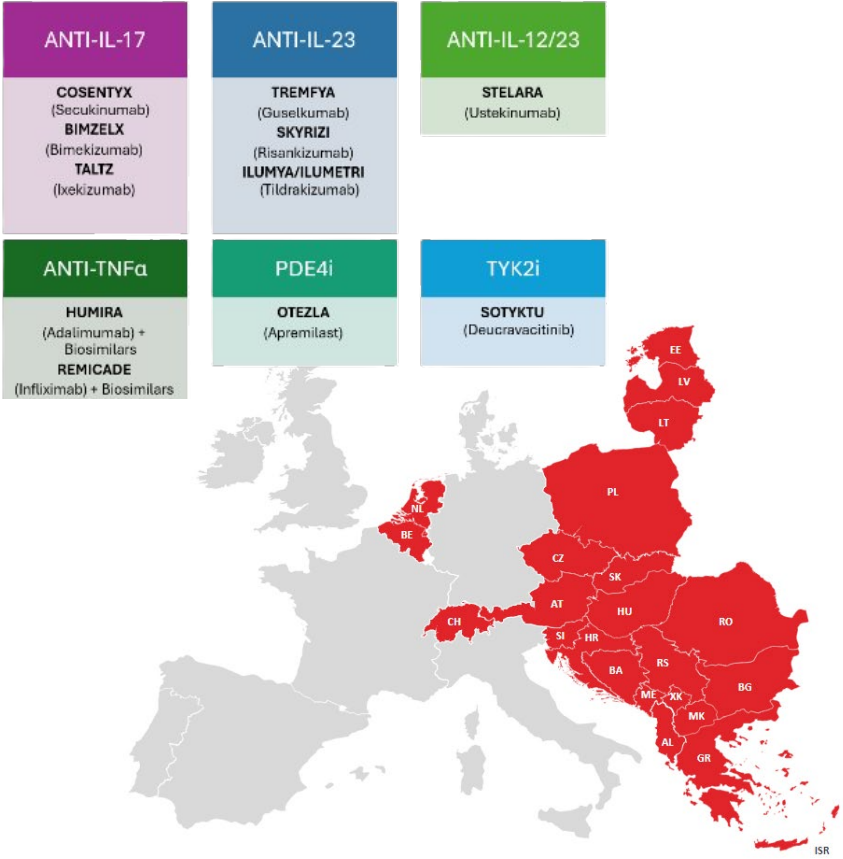 ANTI-IL-17
COSENTYX
(Secukinumab)
BIMZELX
(Bimekizumab)
TALTZ
(Ixekizumab)
ANTI-IL-23
TREMFYA
(Guselkumab)
SKYRIZI
(Risankizumab)
ILUMYA/ILUMETRI
(Tildrakizumab)
ANTI-IL-12/23
STELARA
(Ustekinumab)
ANTI-TNFα
HUMIRA
(Adalimumab) +
Biosimilars
REMICADE
(Infliximab) + Biosimilars
PDE4i
OTEZLA
(Apremilast)
TYK2i
SOTYKTU
(Deucravacitinib)
EE
LV
LT
PL
NL
BE
CZ
SK
AT
CH
HU
RO
SI
HR
BA
RS
BG
ME
XK
MK
AL
GR
ISR